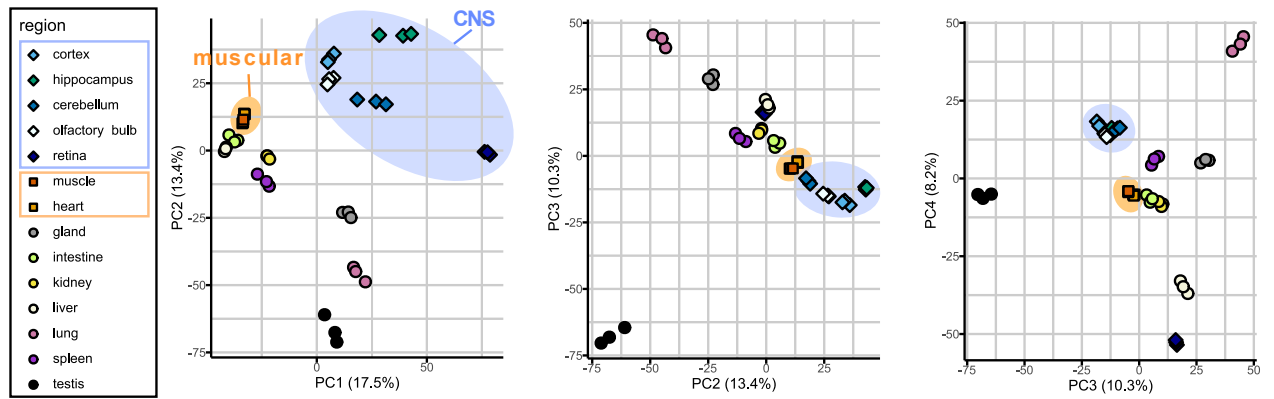 region
cortex
hippocampus
cerebellum
olfactory bulb
retina
muscle
heart
gland
intestine
kidney
liver
lung
spleen
testis
CNS
muscular
25
0
-25
-50
-75
PC2 (13.4%)
0
50
PC1 (17.5%)
50
25
0
-25
-50
-75
PC3 (10.3%)
-75
-50
-25
0
25
PC2 (13.4%)
50
25
0
-25
-50
PC4 (8.2%)
-75
-50
-25
0
25
50
PC3 (10.3%)